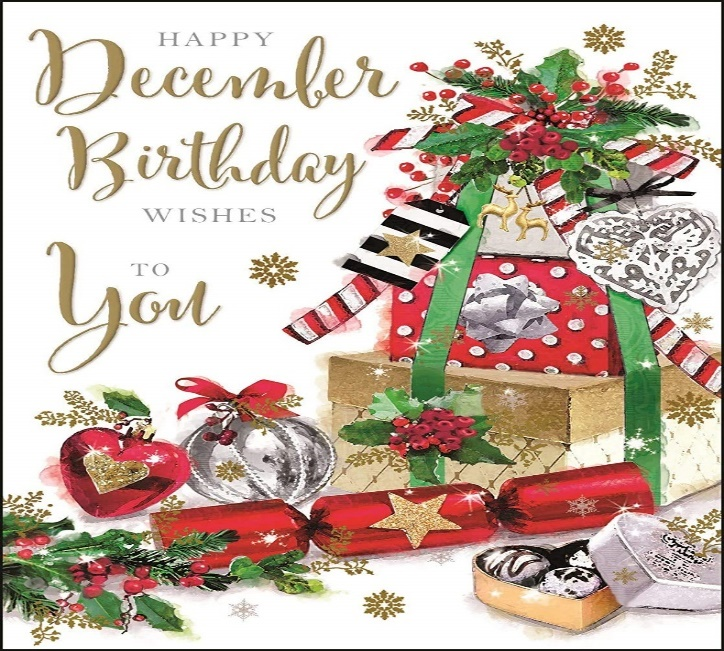 HAPPY
December
Birthday
WISHES
TO
You